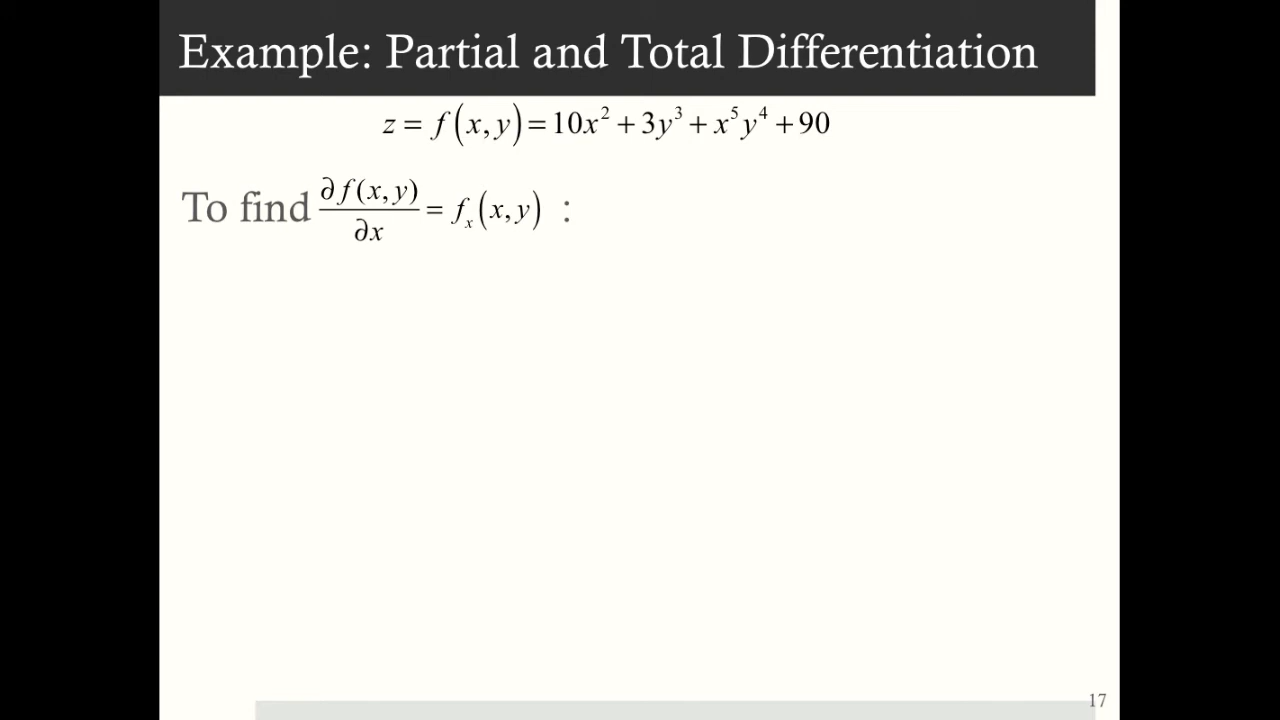 Example: Partial and Total Differentiation
z = f(x, y) = 10x² + 3y³ + x⁵y⁴ + 90
To find ∂f(x, y)/∂x = fₓ(x, y) :
17